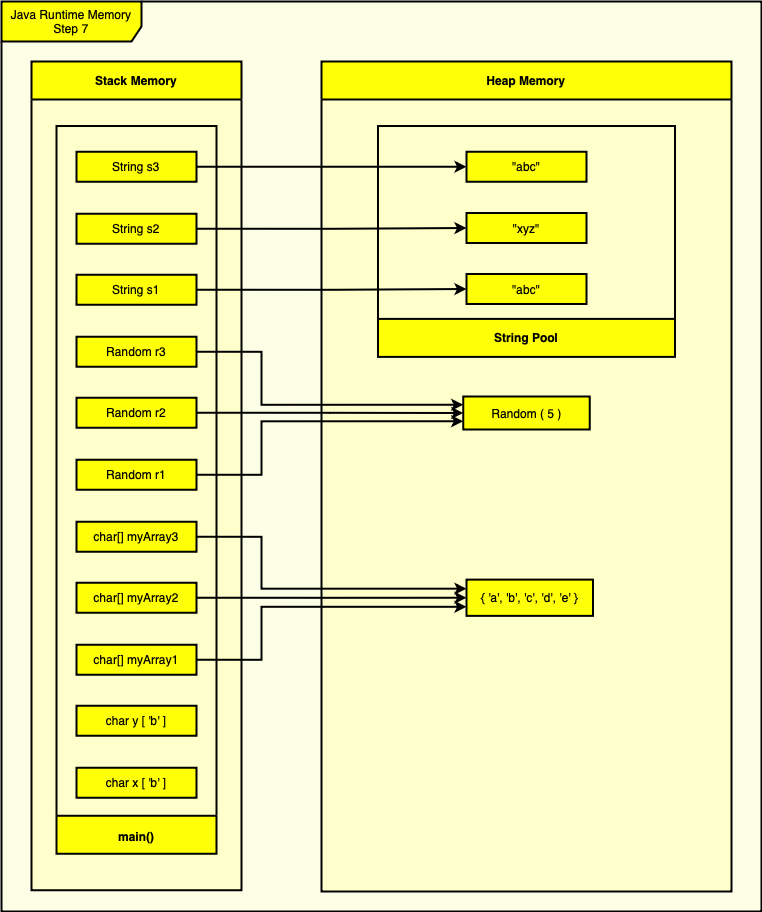 Java Runtime Memory
Step 7
Stack Memory
String s3
String s2
String s1
Random r3
Random r2
Random r1
char[] myArray3
char[] myArray2
char[] myArray1
char y [ 'b' ]
char x [ 'b' ]
main()
Heap Memory
"abc"
"xyz"
"abc"
String Pool
Random ( 5 )
{ 'a', 'b', 'c', 'd', 'e' }